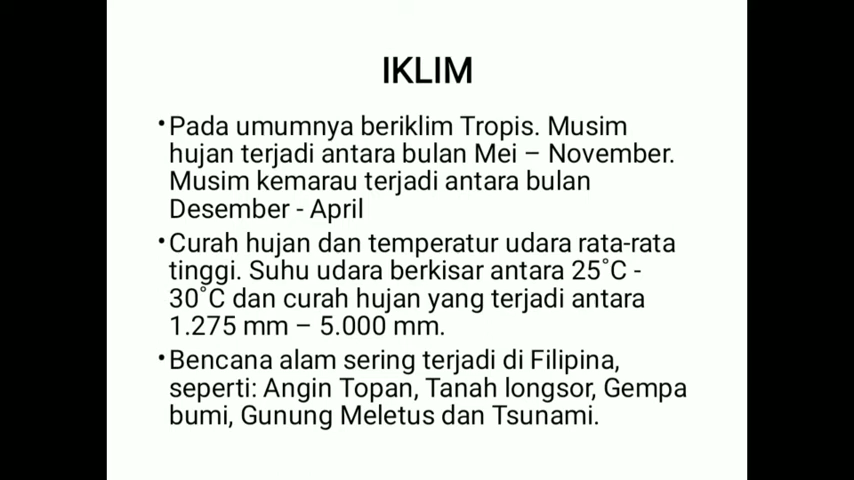 IKLIM
•Pada umumnya beriklim Tropis. Musim
hujan terjadi antara bulan Mei – November.
Musim kemarau terjadi antara bulan
Desember - April
•Curah hujan dan temperatur udara rata-rata
tinggi. Suhu udara berkisar antara 25˚C -
30˚C dan curah hujan yang terjadi antara
1.275 mm – 5.000 mm.
•Bencana alam sering terjadi di Filipina,
seperti: Angin Topan, Tanah longsor, Gempa
bumi, Gunung Meletus dan Tsunami.